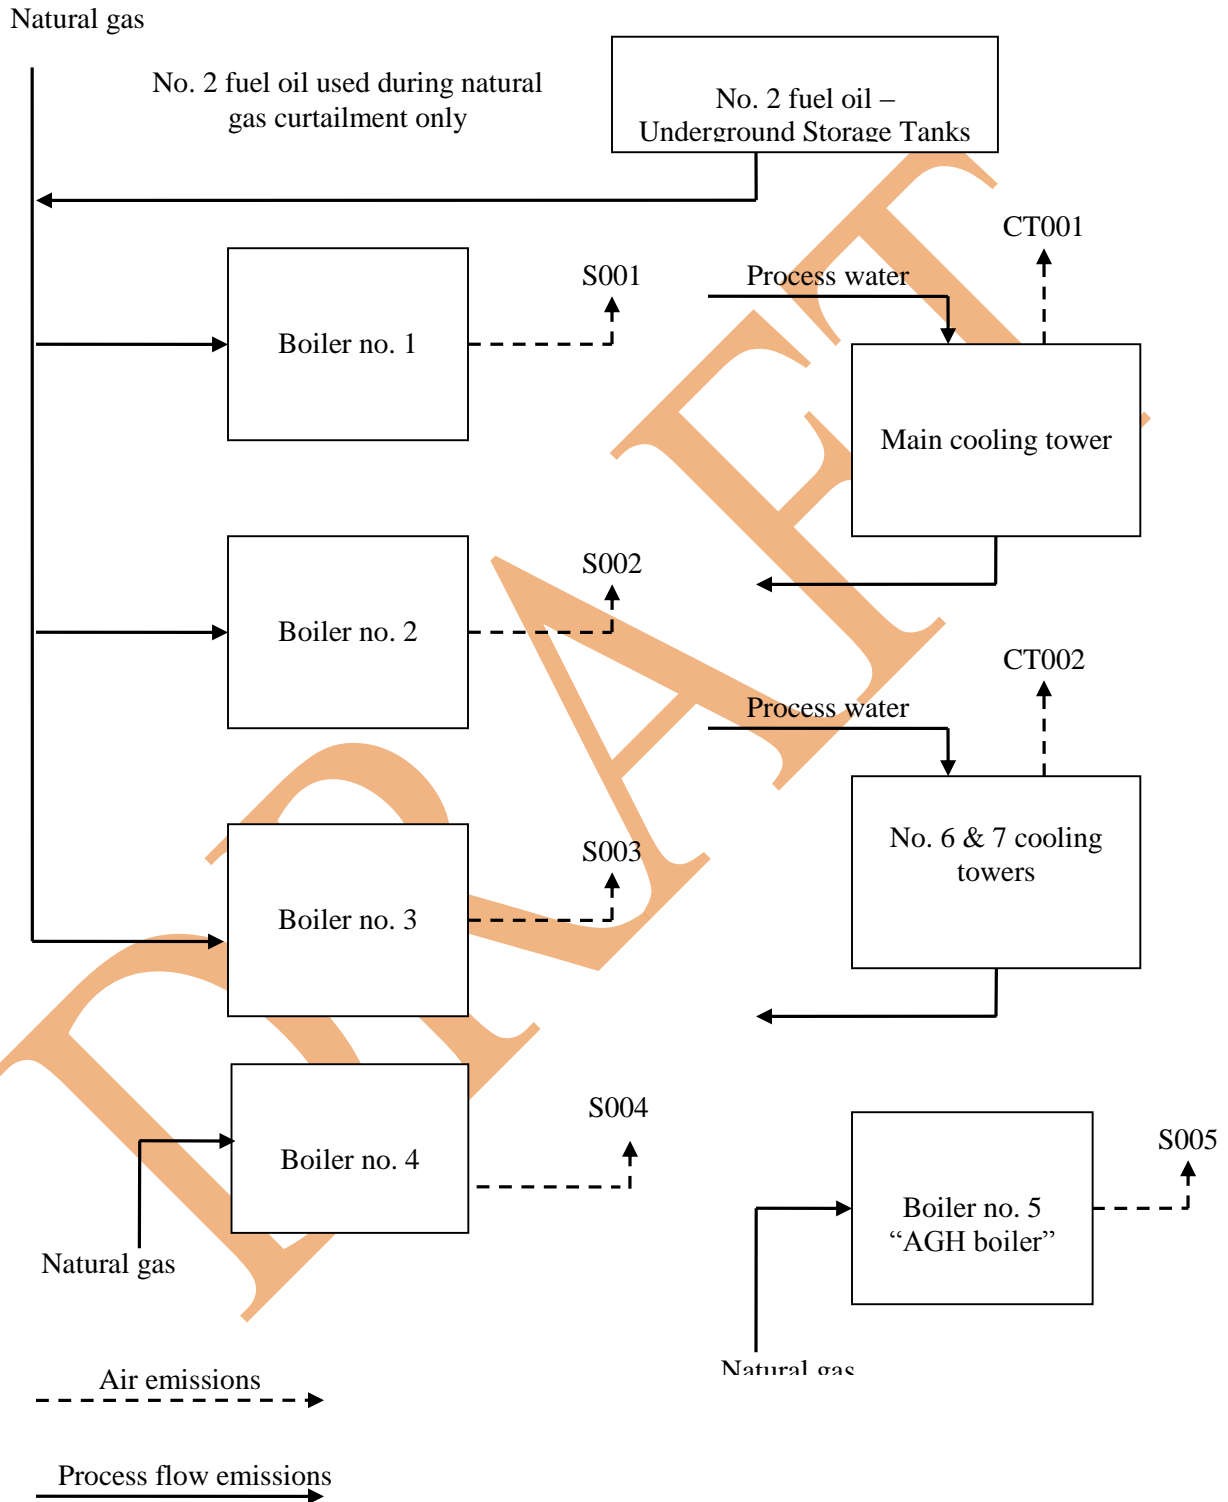 Natural gas
No. 2 fuel oil used during natural
gas curtailment only
No. 2 fuel oil –
Underground Storage Tanks
CT001
S001
Process water
Boiler no. 1
Main cooling tower
S002
Boiler no. 2
CT002
Process water
No. 6 & 7 cooling
towers
S003
Boiler no. 3
S004
Boiler no. 4
S005
Boiler no. 5
“AGH boiler”
Natural gas
Natural gas
Air emissions
Process flow emissions
DRAFT